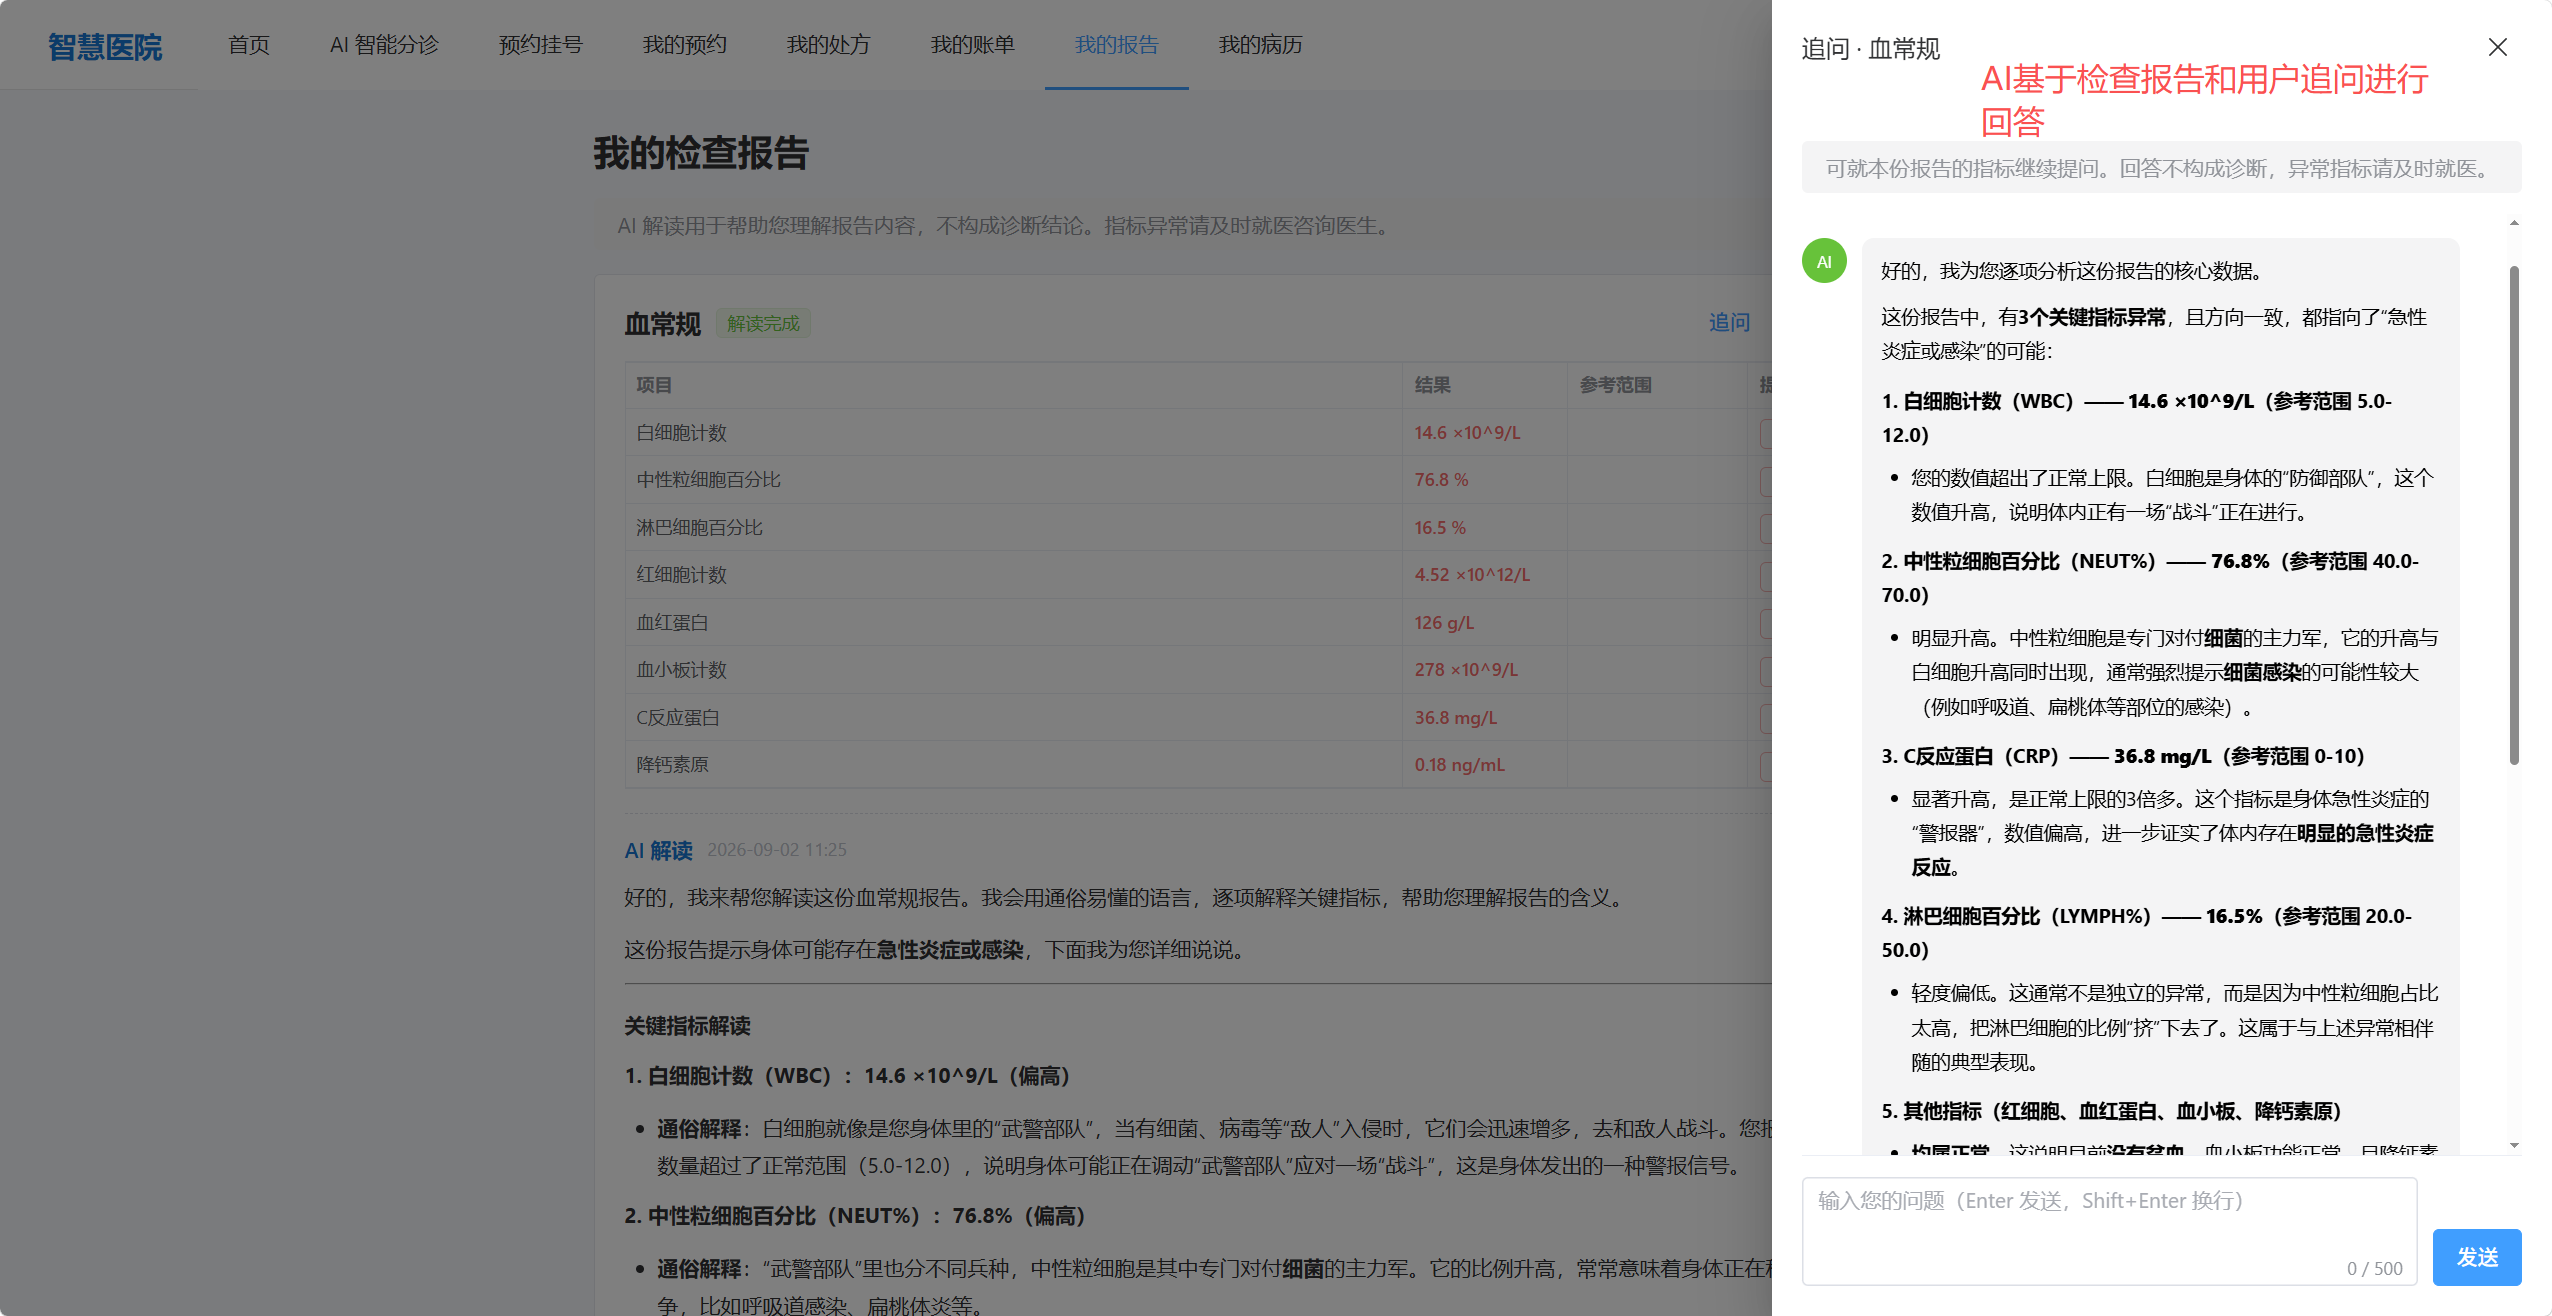 智慧医院
首页
AI 智能分诊
预约挂号
我的预约
我的处方
我的账单
我的报告
我的病历
我的检查报告
AI 解读用于帮助您理解报告内容，不构成诊断结论。指标异常请及时就医咨询医生。
血常规
解读完成
追问
项目
结果
参考范围
白细胞计数
14.6 ×10^9/L
中性粒细胞百分比
76.8 %
淋巴细胞百分比
16.5 %
红细胞计数
4.52 ×10^12/L
血红蛋白
126 g/L
血小板计数
278 ×10^9/L
C反应蛋白
36.8 mg/L
降钙素原
0.18 ng/mL
AI 解读
2026-09-02 11:25
好的，我来帮您解读这份血常规报告。我会用通俗易懂的语言，逐项解释关键指标，帮助您理解报告的含义。
这份报告提示身体可能存在急性炎症或感染，下面我为您详细说说。
关键指标解读
1. 白细胞计数（WBC）：14.6 ×10^9/L（偏高）
• 通俗解释：白细胞就像是您身体里的“武警部队”，当有细菌、病毒等“敌人”入侵时，它们会迅速增多，去和敌人战斗。您
数量超过了正常范围（5.0-12.0），说明身体可能正在调动“武警部队”应对一场“战斗”，这是身体发出的一种警报信号。
2. 中性粒细胞百分比（NEUT%）：76.8%（偏高）
• 通俗解释：“武警部队”里也分不同兵种，中性粒细胞是其中专门对付细菌的主力军。它的比例升高，常常意味着身体正在
争，比如呼吸道感染、扁桃体炎等。
追问 · 血常规
AI基于检查报告和用户追问进行
回答
可就本份报告的指标继续提问。回答不构成诊断，异常指标请及时就医。
AI
好的，我为您逐项分析这份报告的核心数据。
这份报告中，有3个关键指标异常，且方向一致，都指向了“急性
炎症或感染”的可能：
1. 白细胞计数（WBC）—— 14.6 ×10^9/L（参考范围 5.0-
12.0）
• 您的数值超出了正常上限。白细胞是身体的“防御部队”，这个
数值升高，说明体内正有一场“战斗”正在进行。
2. 中性粒细胞百分比（NEUT%）—— 76.8%（参考范围 40.0-
70.0）
• 明显升高。中性粒细胞是专门对付细菌的主力军，它的升高与
白细胞升高同时出现，通常强烈提示细菌感染的可能性较大
（例如呼吸道、扁桃体等部位的感染）。
3. C反应蛋白（CRP）—— 36.8 mg/L（参考范围 0-10）
• 显著升高，是正常上限的3倍多。这个指标是身体急性炎症的
“警报器”，数值偏高，进一步证实了体内存在明显的急性炎症
反应。
4. 淋巴细胞百分比（LYMPH%）—— 16.5%（参考范围 20.0-
50.0）
• 轻度偏低。这通常不是独立的异常，而是因为中性粒细胞占比
太高，把淋巴细胞的比例“挤”下去了。这属于与上述异常相伴
随的典型表现。
5. 其他指标（红细胞、血红蛋白、血小板、降钙素原）
• 均属正常。这说明目前没有贫血，血小板功能正常，且降钙素
输入您的问题（Enter 发送，Shift+Enter 换行）
0 / 500
发送